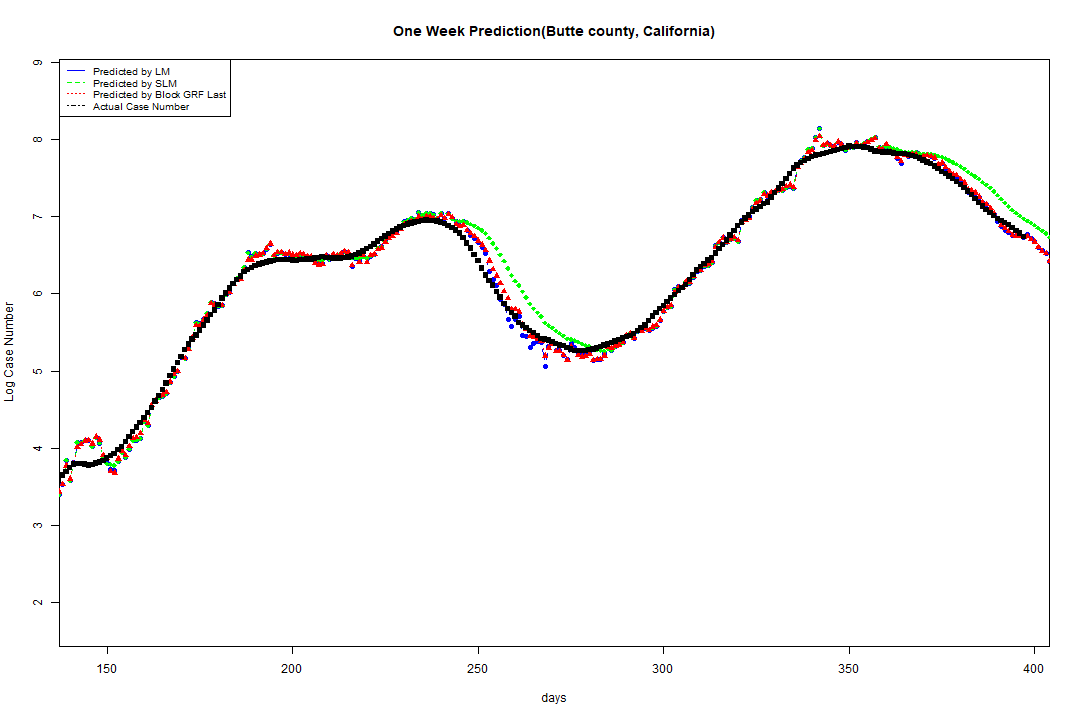 One Week Prediction(Butte county, California)
Predicted by LM
Predicted by SLM
Predicted by Block GRF Last
Actual Case Number
9
8
7
6
5
4
3
2
Log Case Number
150 200 250 300 350 400
days